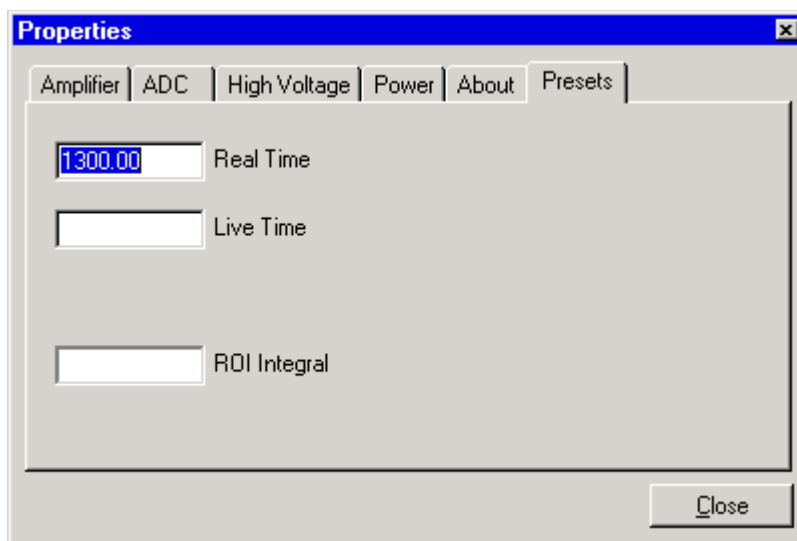 Properties
Amplifier ADC High Voltage Power About Presets
1300.00 Real Time
Live Time
ROI Integral
Close